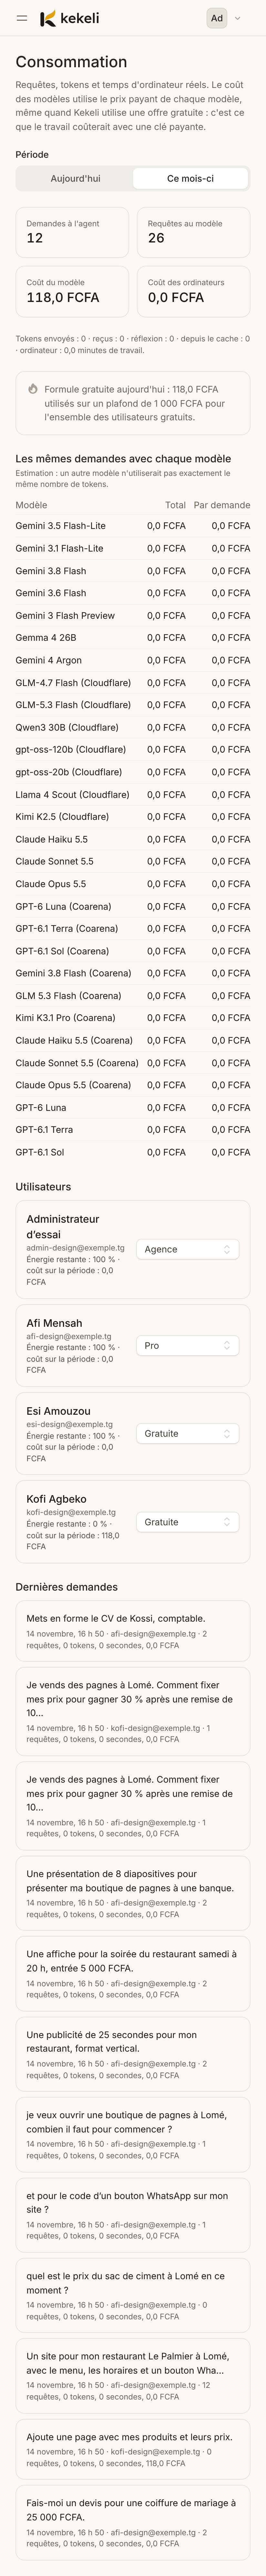 kekeli
Ad
Consommation
Requêtes, tokens et temps d'ordinateur réels. Le coût
des modèles utilise le prix payant de chaque modèle,
même quand Kekeli utilise une offre gratuite : c'est ce
que le travail coûterait avec une clé payante.
Période
Aujourd'hui
Ce mois-ci
Demandes à l'agent
12
Requêtes au modèle
26
Coût du modèle
118,0 FCFA
Coût des ordinateurs
0,0 FCFA
Tokens envoyés : 0 · reçus : 0 · réflexion : 0 · depuis le cache : 0
· ordinateur : 0,0 minutes de travail.
Formule gratuite aujourd'hui : 118,0 FCFA
utilisés sur un plafond de 1 000 FCFA pour
l'ensemble des utilisateurs gratuits.
Les mêmes demandes avec chaque modèle
Estimation : un autre modèle n'utiliserait pas exactement le
même nombre de tokens.
Modèle Total Par demande
Gemini 3.5 Flash-Lite 0,0 FCFA 0,0 FCFA
Gemini 3.1 Flash-Lite 0,0 FCFA 0,0 FCFA
Gemini 3.8 Flash 0,0 FCFA 0,0 FCFA
Gemini 3.6 Flash 0,0 FCFA 0,0 FCFA
Gemini 3 Flash Preview 0,0 FCFA 0,0 FCFA
Gemma 4 26B 0,0 FCFA 0,0 FCFA
Gemini 4 Argon 0,0 FCFA 0,0 FCFA
GLM-4.7 Flash (Cloudflare) 0,0 FCFA 0,0 FCFA
GLM-5.3 Flash (Cloudflare) 0,0 FCFA 0,0 FCFA
Qwen3 30B (Cloudflare) 0,0 FCFA 0,0 FCFA
gpt-oss-120b (Cloudflare) 0,0 FCFA 0,0 FCFA
gpt-oss-20b (Cloudflare) 0,0 FCFA 0,0 FCFA
Llama 4 Scout (Cloudflare) 0,0 FCFA 0,0 FCFA
Kimi K2.5 (Cloudflare) 0,0 FCFA 0,0 FCFA
Claude Haiku 5.5 0,0 FCFA 0,0 FCFA
Claude Sonnet 5.5 0,0 FCFA 0,0 FCFA
Claude Opus 5.5 0,0 FCFA 0,0 FCFA
GPT-6 Luna (Coarena) 0,0 FCFA 0,0 FCFA
GPT-6.1 Terra (Coarena) 0,0 FCFA 0,0 FCFA
GPT-6.1 Sol (Coarena) 0,0 FCFA 0,0 FCFA
Gemini 3.8 Flash (Coarena) 0,0 FCFA 0,0 FCFA
GLM 5.3 Flash (Coarena) 0,0 FCFA 0,0 FCFA
Kimi K3.1 Pro (Coarena) 0,0 FCFA 0,0 FCFA
Claude Haiku 5.5 (Coarena) 0,0 FCFA 0,0 FCFA
Claude Sonnet 5.5 (Coarena) 0,0 FCFA 0,0 FCFA
Claude Opus 5.5 (Coarena) 0,0 FCFA 0,0 FCFA
GPT-6 Luna 0,0 FCFA 0,0 FCFA
GPT-6.1 Terra 0,0 FCFA 0,0 FCFA
GPT-6.1 Sol 0,0 FCFA 0,0 FCFA
Utilisateurs
Administrateur
d'essai
admin-design@exemple.tg
Énergie restante : 100 % ·
coût sur la période : 0,0
FCFA
Agence
Afi Mensah
afi-design@exemple.tg
Énergie restante : 100 % ·
coût sur la période : 0,0
FCFA
Pro
Esi Amouzou
esi-design@exemple.tg
Énergie restante : 100 % ·
coût sur la période : 0,0
FCFA
Gratuite
Kofi Agbeko
kofi-design@exemple.tg
Énergie restante : 0 % ·
coût sur la période : 118,0
FCFA
Gratuite
Dernières demandes
Mets en forme le CV de Kossi, comptable.
14 novembre, 16 h 50 · afi-design@exemple.tg · 2
requêtes, 0 tokens, 0 secondes, 0,0 FCFA
Je vends des pagnes à Lomé. Comment fixer
mes prix pour gagner 30 % après une remise de
10…
14 novembre, 16 h 50 · kofi-design@exemple.tg · 1
requêtes, 0 tokens, 0 secondes, 0,0 FCFA
Je vends des pagnes à Lomé. Comment fixer
mes prix pour gagner 30 % après une remise de
10…
14 novembre, 16 h 50 · afi-design@exemple.tg · 1
requêtes, 0 tokens, 0 secondes, 0,0 FCFA
Une présentation de 8 diapositives pour
présenter ma boutique de pagnes à une banque.
14 novembre, 16 h 50 · afi-design@exemple.tg · 2
requêtes, 0 tokens, 0 secondes, 0,0 FCFA
Une affiche pour la soirée du restaurant samedi à
20 h, entrée 5 000 FCFA.
14 novembre, 16 h 50 · afi-design@exemple.tg · 2
requêtes, 0 tokens, 0 secondes, 0,0 FCFA
Une publicité de 25 secondes pour mon
restaurant, format vertical.
14 novembre, 16 h 50 · afi-design@exemple.tg · 2
requêtes, 0 tokens, 0 secondes, 0,0 FCFA
je veux ouvrir une boutique de pagnes à Lomé,
combien il faut pour commencer ?
14 novembre, 16 h 50 · afi-design@exemple.tg · 1
requêtes, 0 tokens, 0 secondes, 0,0 FCFA
et pour le code d'un bouton WhatsApp sur mon
site ?
14 novembre, 16 h 50 · afi-design@exemple.tg · 1
requêtes, 0 tokens, 0 secondes, 0,0 FCFA
quel est le prix du sac de ciment à Lomé en ce
moment ?
14 novembre, 16 h 50 · afi-design@exemple.tg · 0
requêtes, 0 tokens, 0 secondes, 0,0 FCFA
Un site pour mon restaurant Le Palmier à Lomé,
avec le menu, les horaires et un bouton Wha…
14 novembre, 16 h 50 · afi-design@exemple.tg · 12
requêtes, 0 tokens, 0 secondes, 0,0 FCFA
Ajoute une page avec mes produits et leurs prix.
14 novembre, 16 h 50 · kofi-design@exemple.tg · 0
requêtes, 0 tokens, 0 secondes, 118,0 FCFA
Fais-moi un devis pour une coiffure de mariage à
25 000 FCFA.
14 novembre, 16 h 50 · afi-design@exemple.tg · 2
requêtes, 0 tokens, 0 secondes, 0,0 FCFA